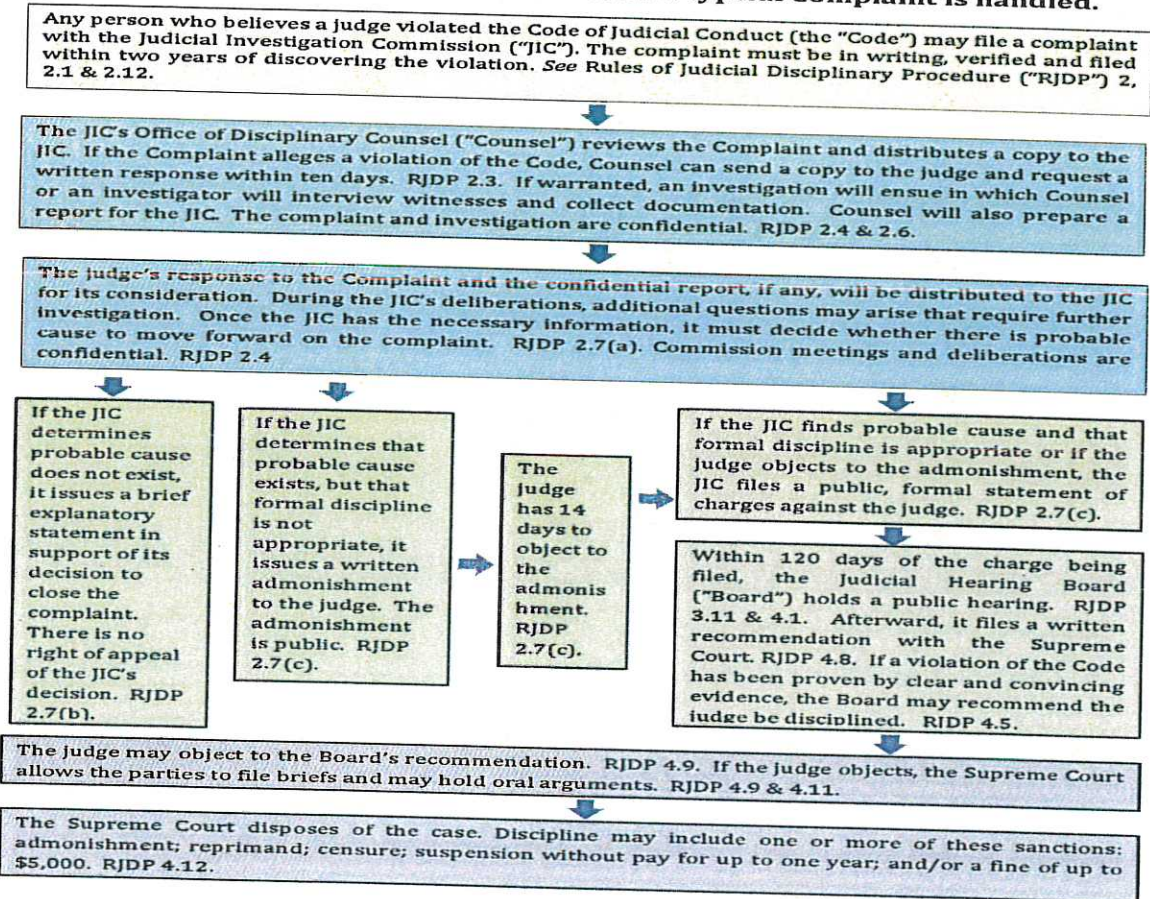 complaint is handled.
Any person who believes a judge violated the Code of Judicial Conduct (the "Code") may file a complaint
with the Judicial Investigation Commission ("JIC"). The complaint must be in writing, verified and filed
within two years of discovering the violation. See Rules of Judicial Disciplinary Procedure ("RJDP") 2,
2.1 & 2.12.
The JIC's Office of Disciplinary Counsel ("Counsel") reviews the Complaint and distributes a copy to the
JIC. If the Complaint alleges a violation of the Code, Counsel can send a copy to the judge and request a
written response within ten days. RJDP 2.3. If warranted, an investigation will ensue in which Counsel
or an investigator will interview witnesses and collect documentation. Counsel will also prepare a
report for the JIC. The complaint and investigation are confidential. RJDP 2.4 & 2.6.
The judge's response to the Complaint and the confidential report, if any, will be distributed to the JIC
for its consideration. During the JIC's deliberations, additional questions may arise that require further
investigation. Once the JIC has the necessary information, it must decide whether there is probable
cause to move forward on the complaint. RJDP 2.7(a). Commission meetings and deliberations are
confidential. RJDP 2.4
If the JIC
determines
probable cause
does not exist,
it issues a brief
explanatory
statement in
support of its
decision to
close the
complaint.
There is no
right of appeal
of the JIC's
decision. RJDP
2.7(b).
If the JIC
determines that
probable cause
exists, but that
formal discipline
is not
appropriate, it
issues a written
admonishment
to the judge. The
admonishment
is public. RJDP
2.7(c).
The
judge
has 14
days to
object to
the
admonis
hment.
RJDP
2.7(c).
If the JIC finds probable cause and that
formal discipline is appropriate or if the
judge objects to the admonishment, the
JIC files a public, formal statement of
charges against the judge. RJDP 2.7(c).
Within 120 days of the charge being
filed, the Judicial Hearing Board
("Board") holds a public hearing. RJDP
3.11 & 4.1. Afterward, it files a written
recommendation with the Supreme
Court. RJDP 4.8. If a violation of the Code
has been proven by clear and convincing
evidence, the Board may recommend the
judge be disciplined. RJDP 4.5.
The judge may object to the Board's recommendation. RJDP 4.9. If the judge objects, the Supreme Court
allows the parties to file briefs and may hold oral arguments. RJDP 4.9 & 4.11.
The Supreme Court disposes of the case. Discipline may include one or more of these sanctions:
admonishment; reprimand; censure; suspension without pay for up to one year; and/or a fine of up to
$5,000. RJDP 4.12.